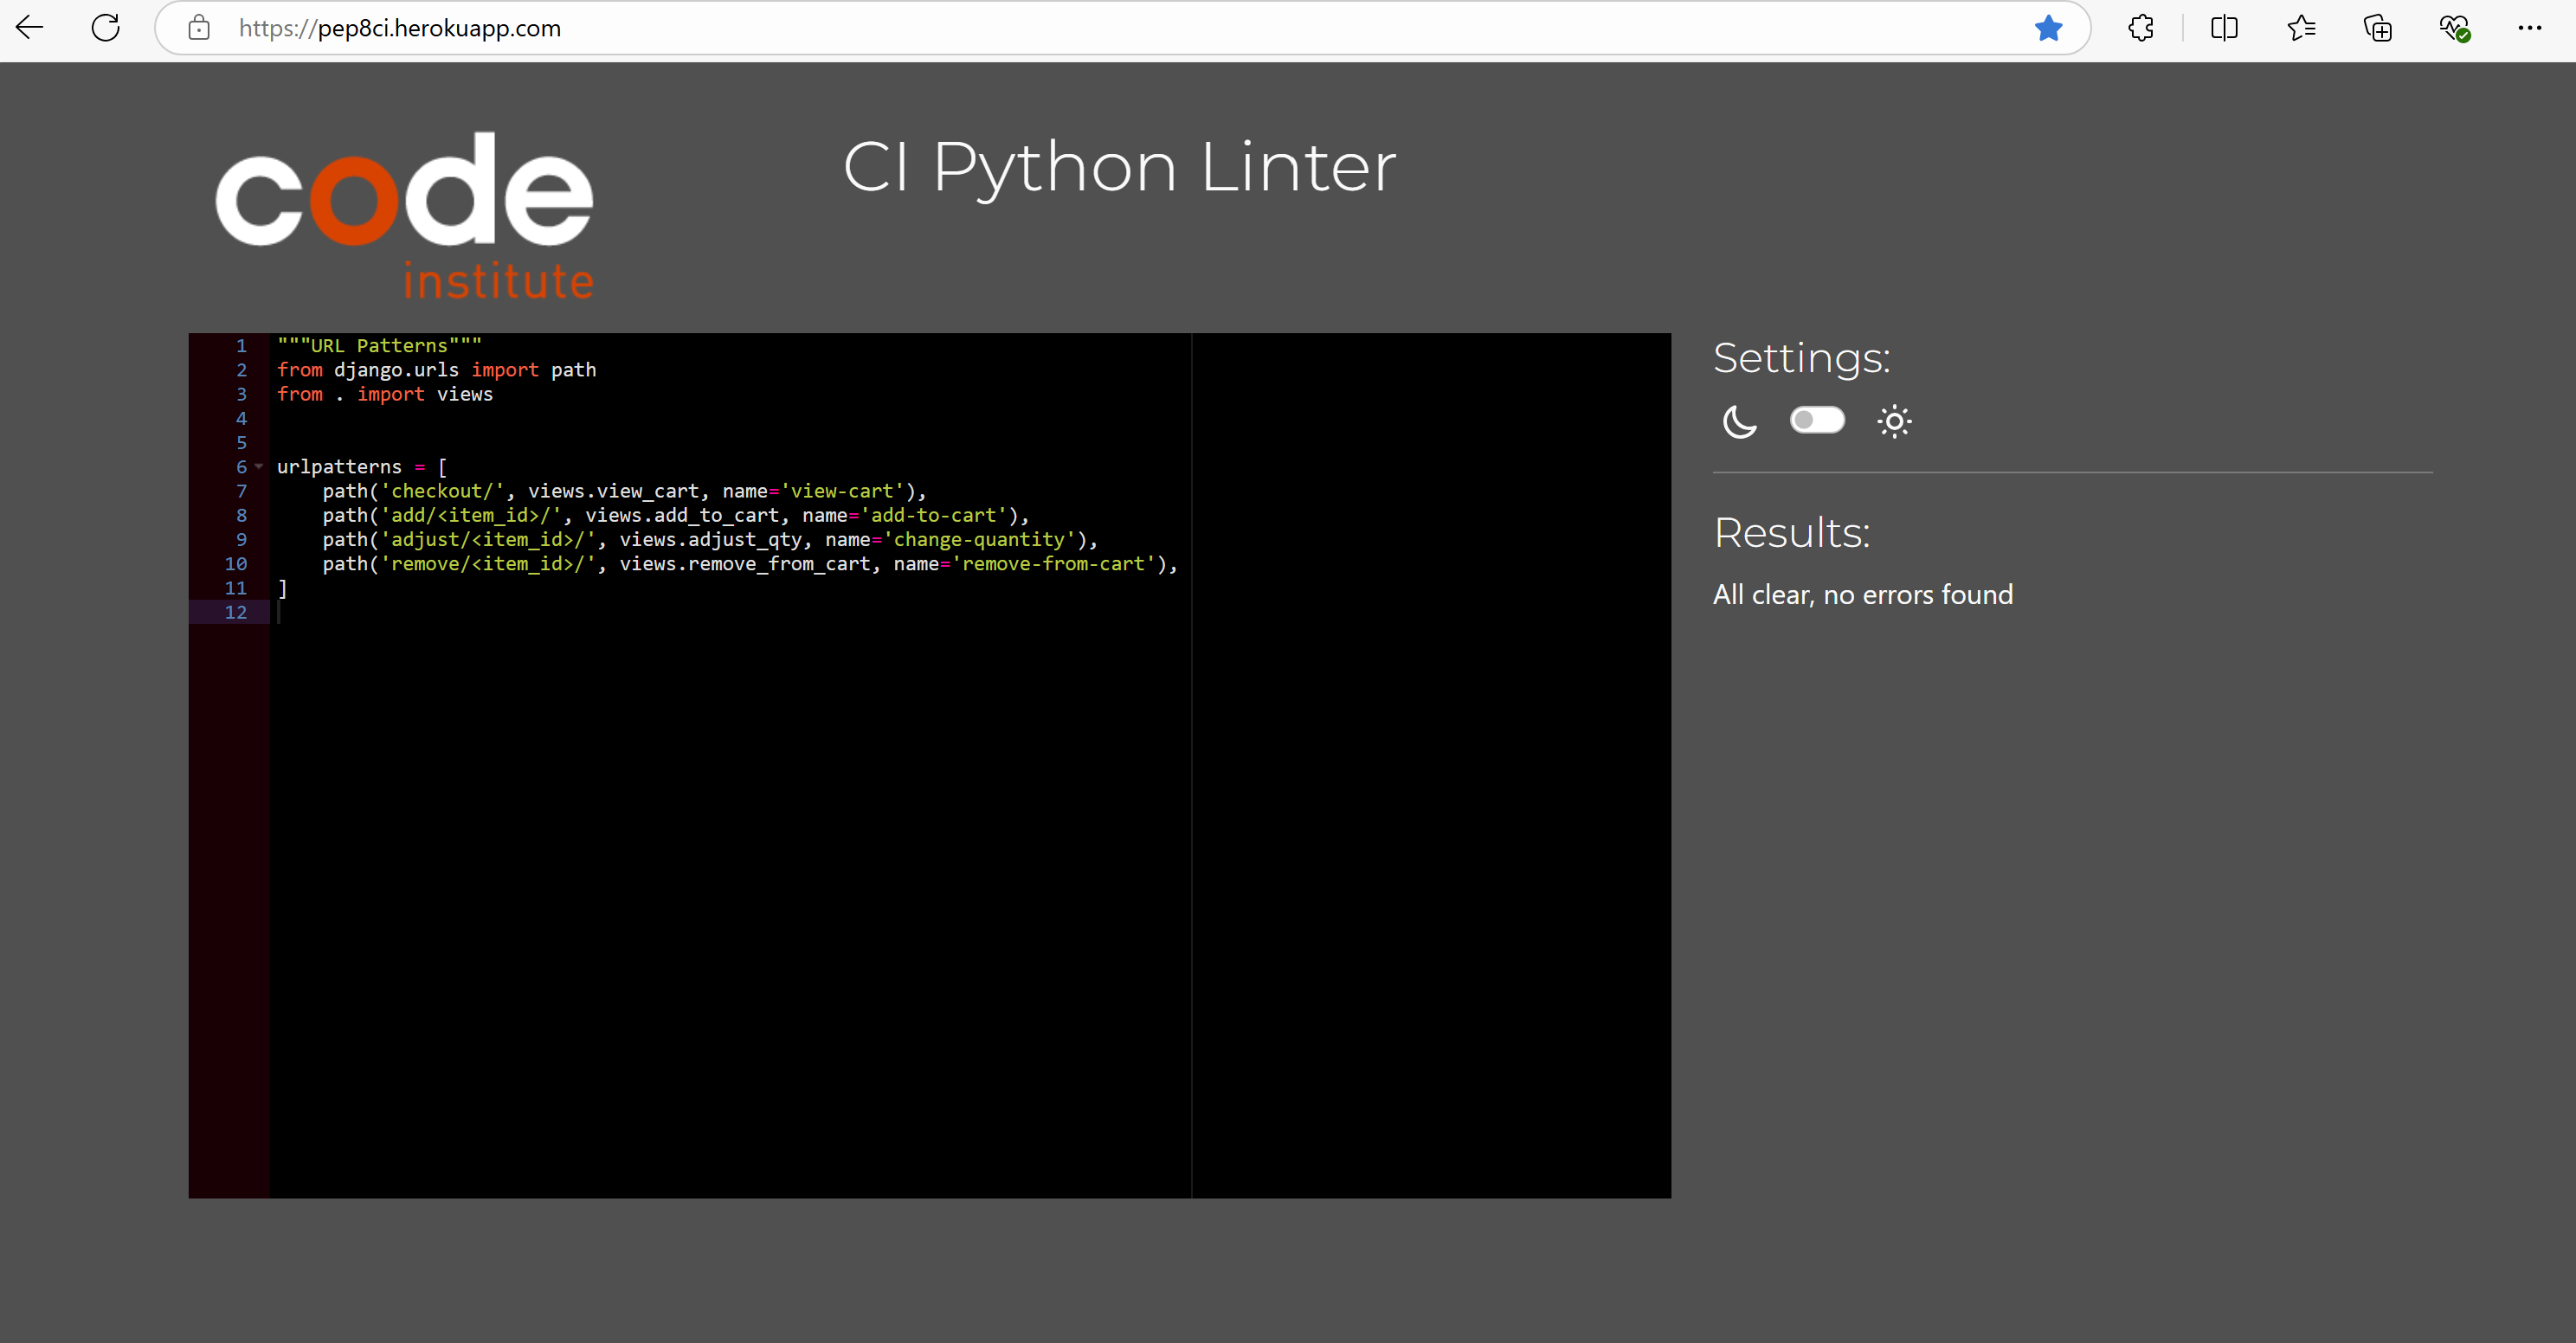 https://pep8ci.herokuapp.com
code
institute
CI Python Linter
1 """URL Patterns"""
2 from django.urls import path
3 from . import views
4
5
6 urlpatterns = [
7     path('checkout/', views.view_cart, name='view-cart'),
8     path('add/<item_id>/', views.add_to_cart, name='add-to-cart'),
9     path('adjust/<item_id>/', views.adjust_qty, name='change-quantity'),
10     path('remove/<item_id>/', views.remove_from_cart, name='remove-from-cart'),
11 ]
12
Settings:
Results:
All clear, no errors found